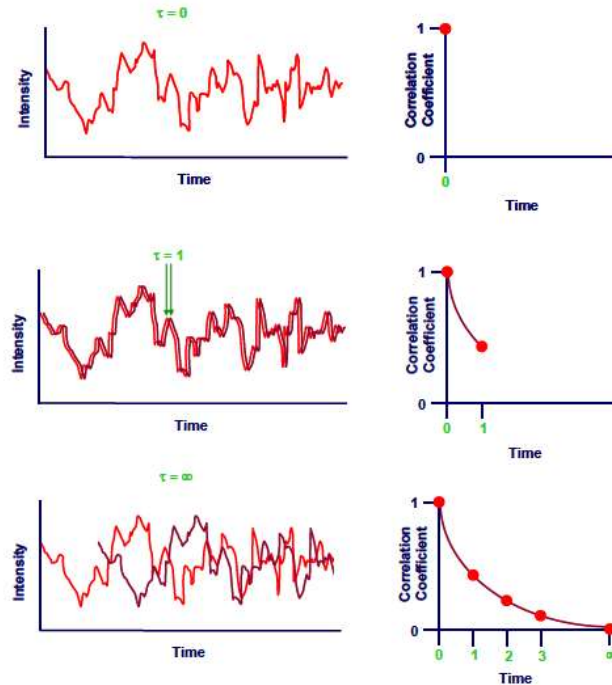 τ = 0
Intensity
Time
1
Correlation
Coefficient
0
0
Time
τ = 1
Intensity
Time
1
Correlation
Coefficient
0
0 1
Time
τ = ∞
Intensity
Time
1
Correlation
Coefficient
0
0 1 2 3 ∞
Time